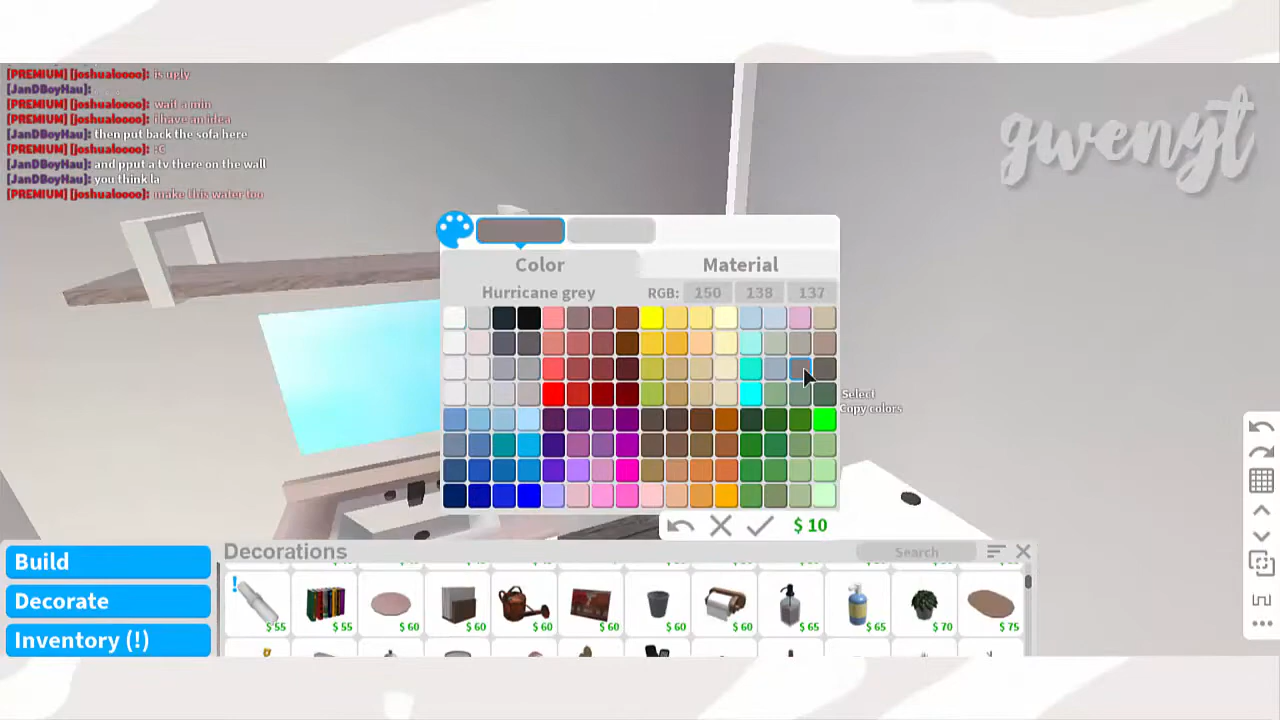 [PREMIUM] [joshualoooo]: is ugly
[JanDBoyHau]:
[PREMIUM] [joshualoooo]: wait a min
[PREMIUM] [joshualoooo]: i have an idea
[JanDBoyHau]: then put back the sofa here
[PREMIUM] [joshualoooo]: :C
[JanDBoyHau]: and pput a tv there on the wall
[JanDBoyHau]: you think la
[PREMIUM] [joshualoooo]: make this water too
gwenyt
Color
Material
Hurricane grey
RGB: 150 138 137
Select
Copy colors
$ 10
Build
Decorate
Inventory (!)
Decorations
Search
!
$ 55 $ 55 $ 60 $ 60 $ 60 $ 60 $ 60 $ 60 $ 65 $ 65 $ 70 $ 75